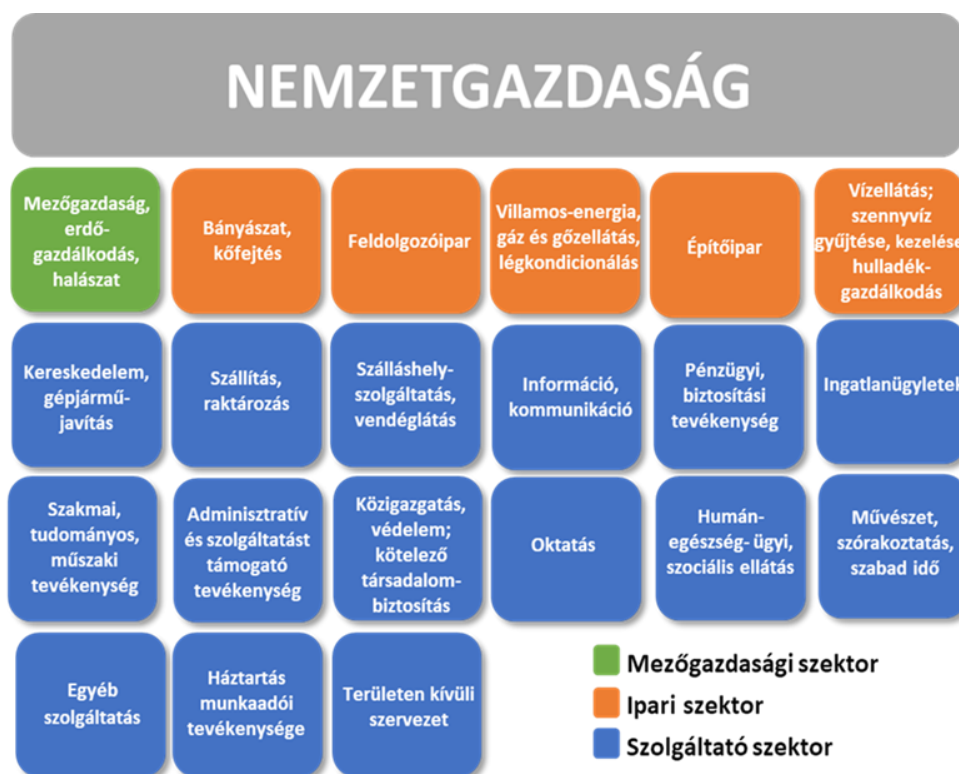 NEMZETGAZDASÁG
Mezőgazdaság,
erdő-
gazdálkodás,
halászat
Bányászat,
kőfejtés
Feldolgozóipar
Villamos-energia,
gáz és gőzellátás,
légkondicionálás
Építőipar
Vízellátás;
szennyvíz
gyűjtése, kezelése,
hulladék-
gazdálkodás
Kereskedelem,
gépjármű-
javítás
Szállítás,
raktározás
Szálláshely-
szolgáltatás,
vendéglátás
Információ,
kommunikáció
Pénzügyi,
biztosítási
tevékenység
Ingatlanügyletek
Szakmai,
tudományos,
műszaki
tevékenység
Adminisztratív
és szolgáltatást
támogató
tevékenység
Közigazgatás,
védelem;
kötelező
társadalom-
biztosítás
Oktatás
Humán-
egészség- ügyi,
szociális ellátás
Művészet,
szórakoztatás,
szabad idő
Egyéb
szolgáltatás
Háztartás
munkaadói
tevékenysége
Területen kívüli
szervezet
Mezőgazdasági szektor
Ipari szektor
Szolgáltató szektor